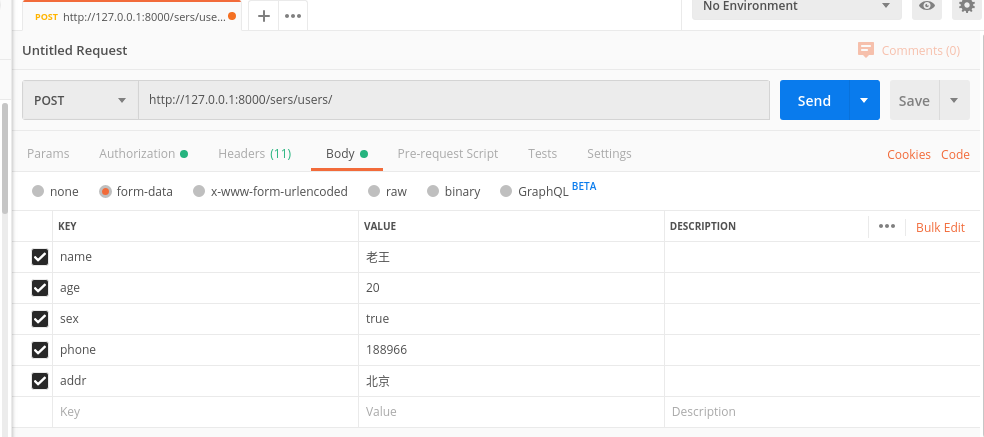 POST http://127.0.0.1:8000/sers/use...
No Environment
Untitled Request
Comments (0)
POST http://127.0.0.1:8000/sers/users/ Send Save
Params Authorization Headers (11) Body Pre-request Script Tests Settings Cookies Code
none form-data x-www-form-urlencoded raw binary GraphQL BETA
KEY VALUE DESCRIPTION Bulk Edit
name 老王
age 20
sex true
phone 188966
addr 北京
Key Value Description